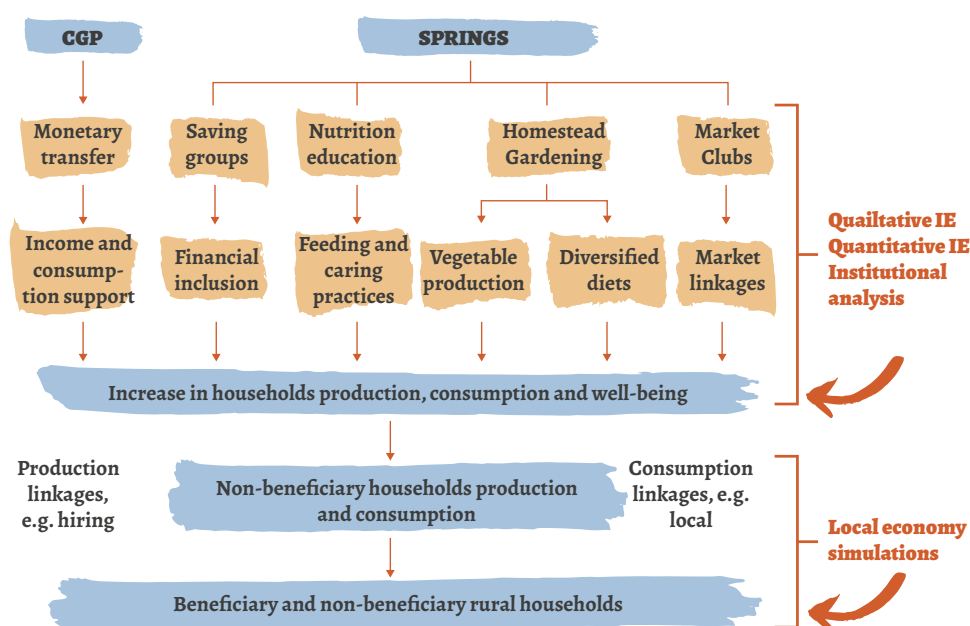 CGP
SPRINGS
Monetary
transfer
Saving
groups
Nutrition
education
Homestead
Gardening
Market
Clubs
Income and
consump-
tion support
Financial
inclusion
Feeding and
caring
practices
Vegetable
production
Diversified
diets
Market
linkages
Quailtative IE
Quantitative IE
Institutional
analysis
Increase in households production, consumption and well-being
Production
linkages,
e.g. hiring
Non-beneficiary households production
and consumption
Consumption
linkages, e.g.
local
Local economy
simulations
Beneficiary and non-beneficiary rural households